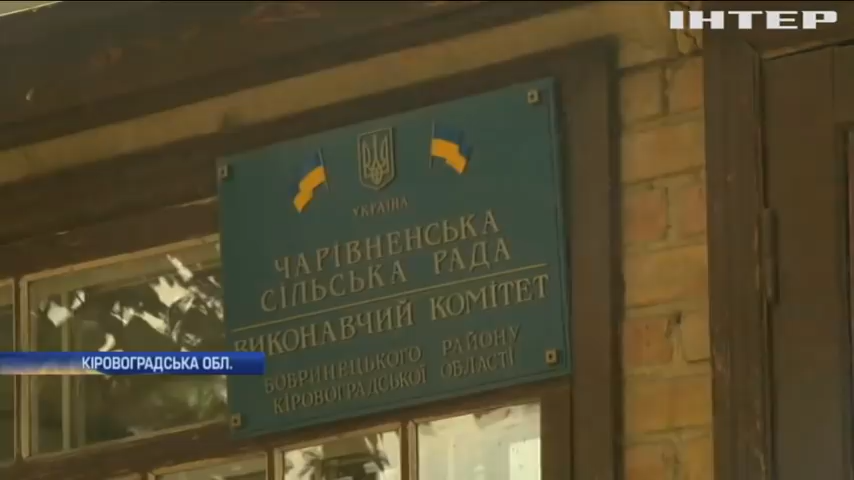 ІНТЕР
УКРАЇНА
ЧАРІВНЕНСЬКА
СІЛЬСЬКА РАДА
ВИКОНАВЧИЙ КОМІТЕТ
БОБРИНЕЦЬКОГО РАЙОНУ
КІРОВОГРАДСЬКОЇ ОБЛАСТІ
КІРОВОГРАДСЬКА ОБЛ.